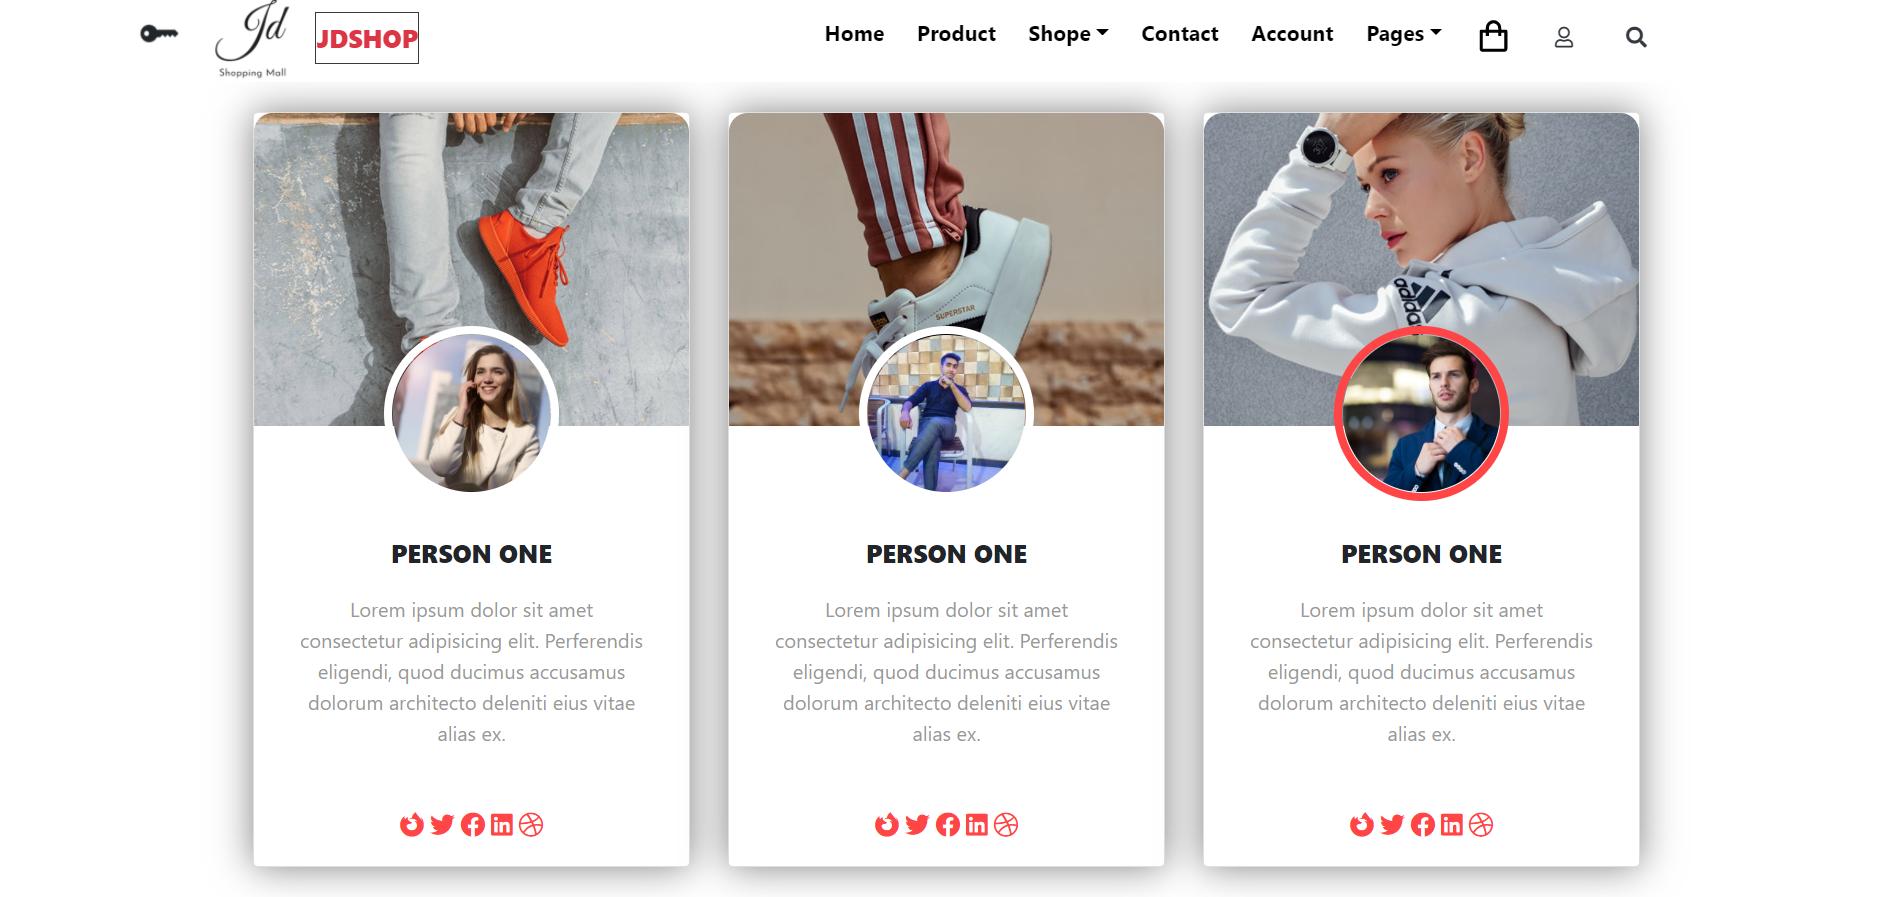 Jd
Shopping Mall
JDSHOP
Home
Product
Shope
Contact
Account
Pages
SUPERSTAR
adidas
PERSON ONE
Lorem ipsum dolor sit amet
consectetur adipisicing elit. Perferendis
eligendi, quod ducimus accusamus
dolorum architecto deleniti eius vitae
alias ex.
PERSON ONE
Lorem ipsum dolor sit amet
consectetur adipisicing elit. Perferendis
eligendi, quod ducimus accusamus
dolorum architecto deleniti eius vitae
alias ex.
PERSON ONE
Lorem ipsum dolor sit amet
consectetur adipisicing elit. Perferendis
eligendi, quod ducimus accusamus
dolorum architecto deleniti eius vitae
alias ex.